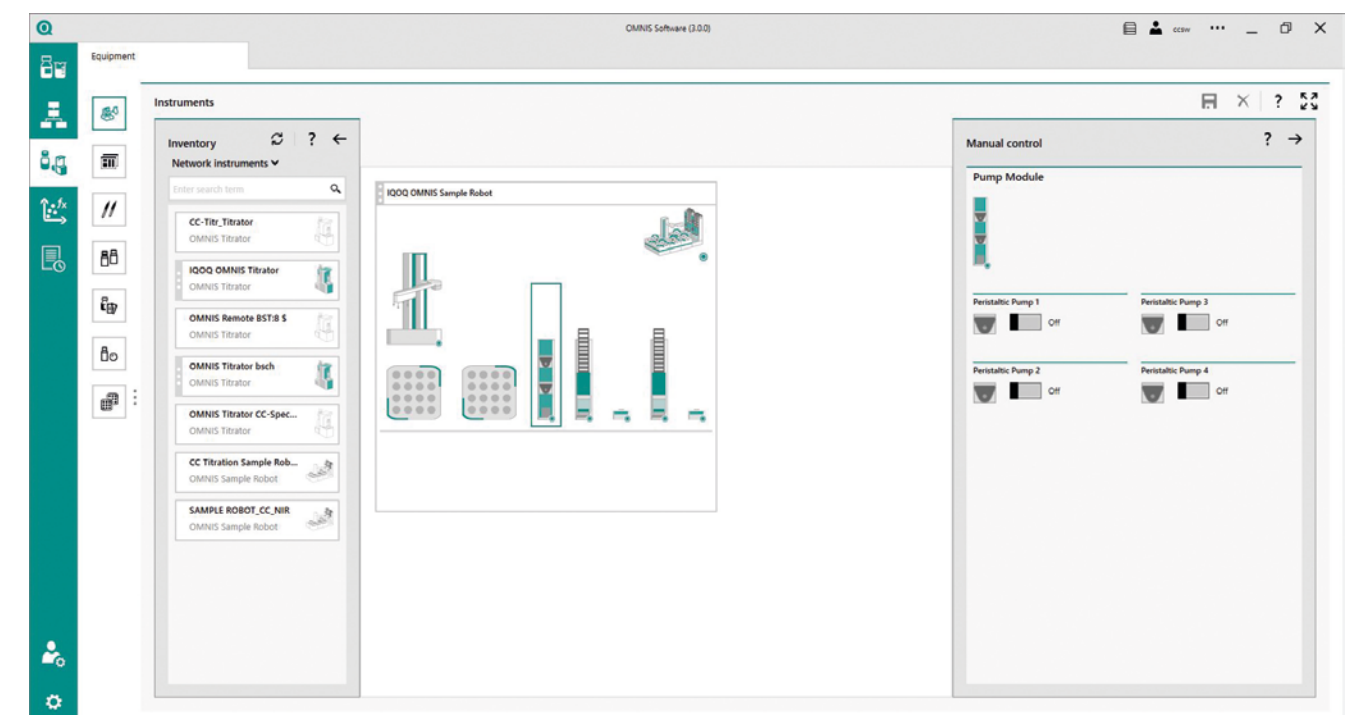 OMNIS Software (3.0.0)
ccsw
Equipment
Instruments
Inventory
Network instruments
Enter search term
CC-Titr_Titrator
OMNIS Titrator
IQOQ OMNIS Titrator
OMNIS Titrator
OMNIS Remote BST:8 $
OMNIS Titrator
OMNIS Titrator bsch
OMNIS Titrator
OMNIS Titrator CC-Spec...
OMNIS Titrator
CC Titration Sample Rob...
OMNIS Sample Robot
SAMPLE ROBOT_CC_NIR
OMNIS Sample Robot
IQOQ OMNIS Sample Robot
Manual control
Pump Module
Peristaltic Pump 1
Off
Peristaltic Pump 3
Off
Peristaltic Pump 2
Off
Peristaltic Pump 4
Off